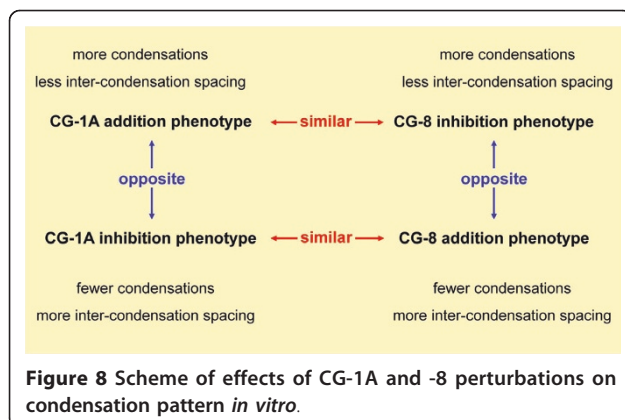 more condensations more condensations
less inter-condensation spacing less inter-condensation spacing
CG-1A addition phenotype similar CG-8 inhibition phenotype
opposite opposite
CG-1A inhibition phenotype similar CG-8 addition phenotype
fewer condensations fewer condensations
more inter-condensation spacing more inter-condensation spacing
Figure 8 Scheme of effects of CG-1A and -8 perturbations on
condensation pattern in vitro.